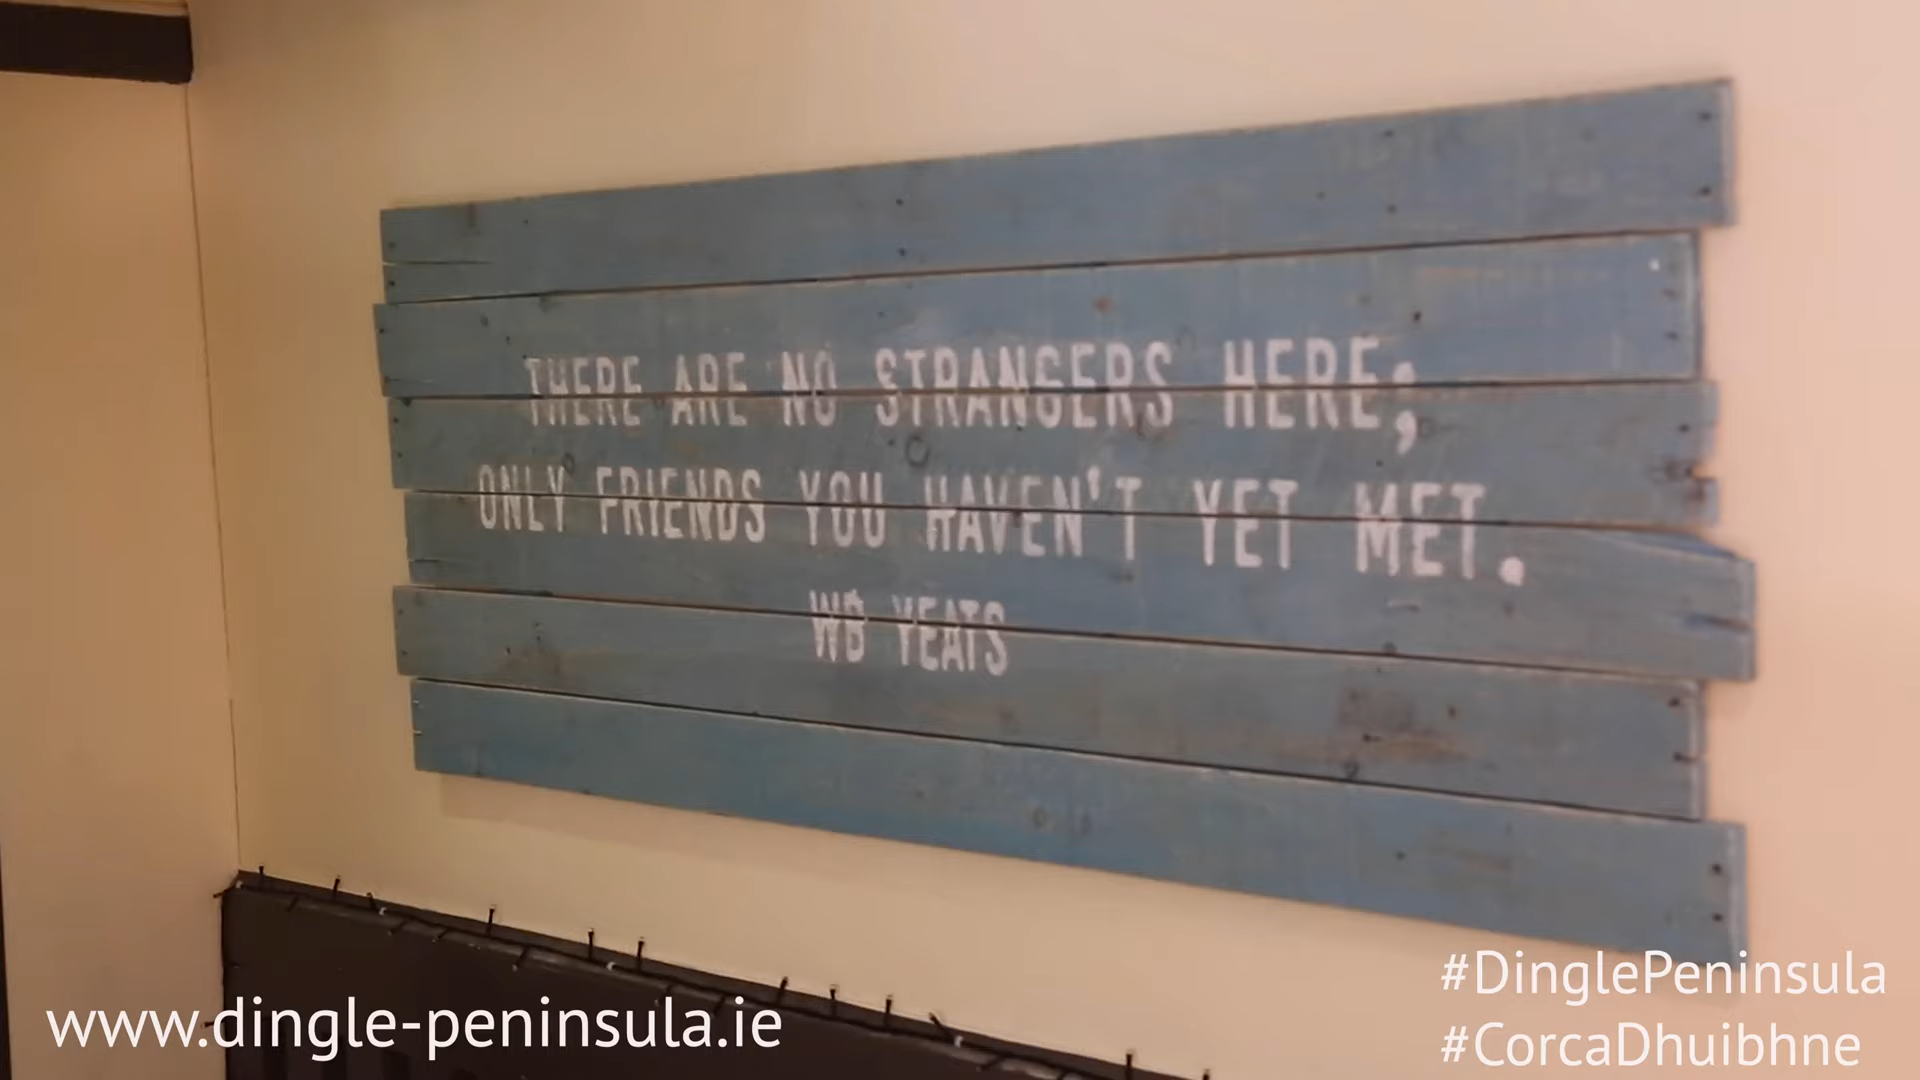 THERE ARE NO STRANGERS HERE;
ONLY FRIENDS YOU HAVEN'T YET MET.
WB YEATS
www.dingle-peninsula.ie
#DinglePeninsula
#CorcaDhuibhne